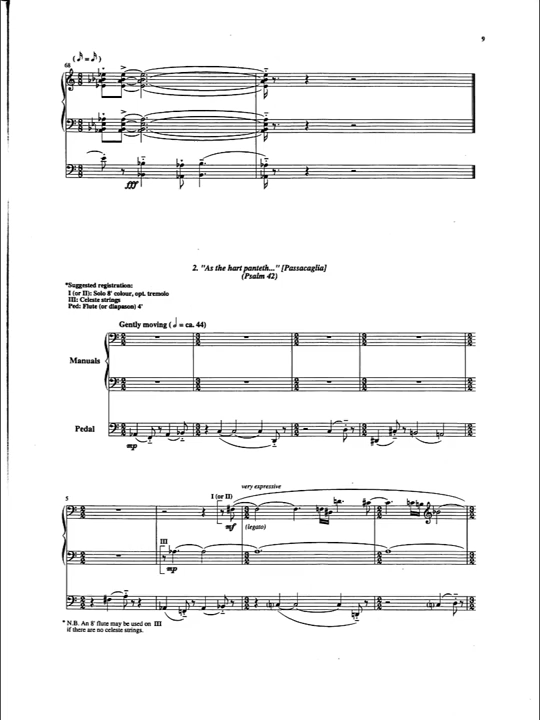 9
68
fff
2. "As the hart panteth..." [Passacaglia]
(Psalm 42)
*Suggested registration:
I (or II): Solo 8' colour, opt. tremolo
III: Celeste strings
Ped: Flute (or diapason) 4'
Gently moving ( = ca. 44)
Manuals
Pedal
mp
very expressive
5
I (or II)
mf (legato)
III
mp
* N.B. An 8' flute may be used on III
if there are no celeste strings.